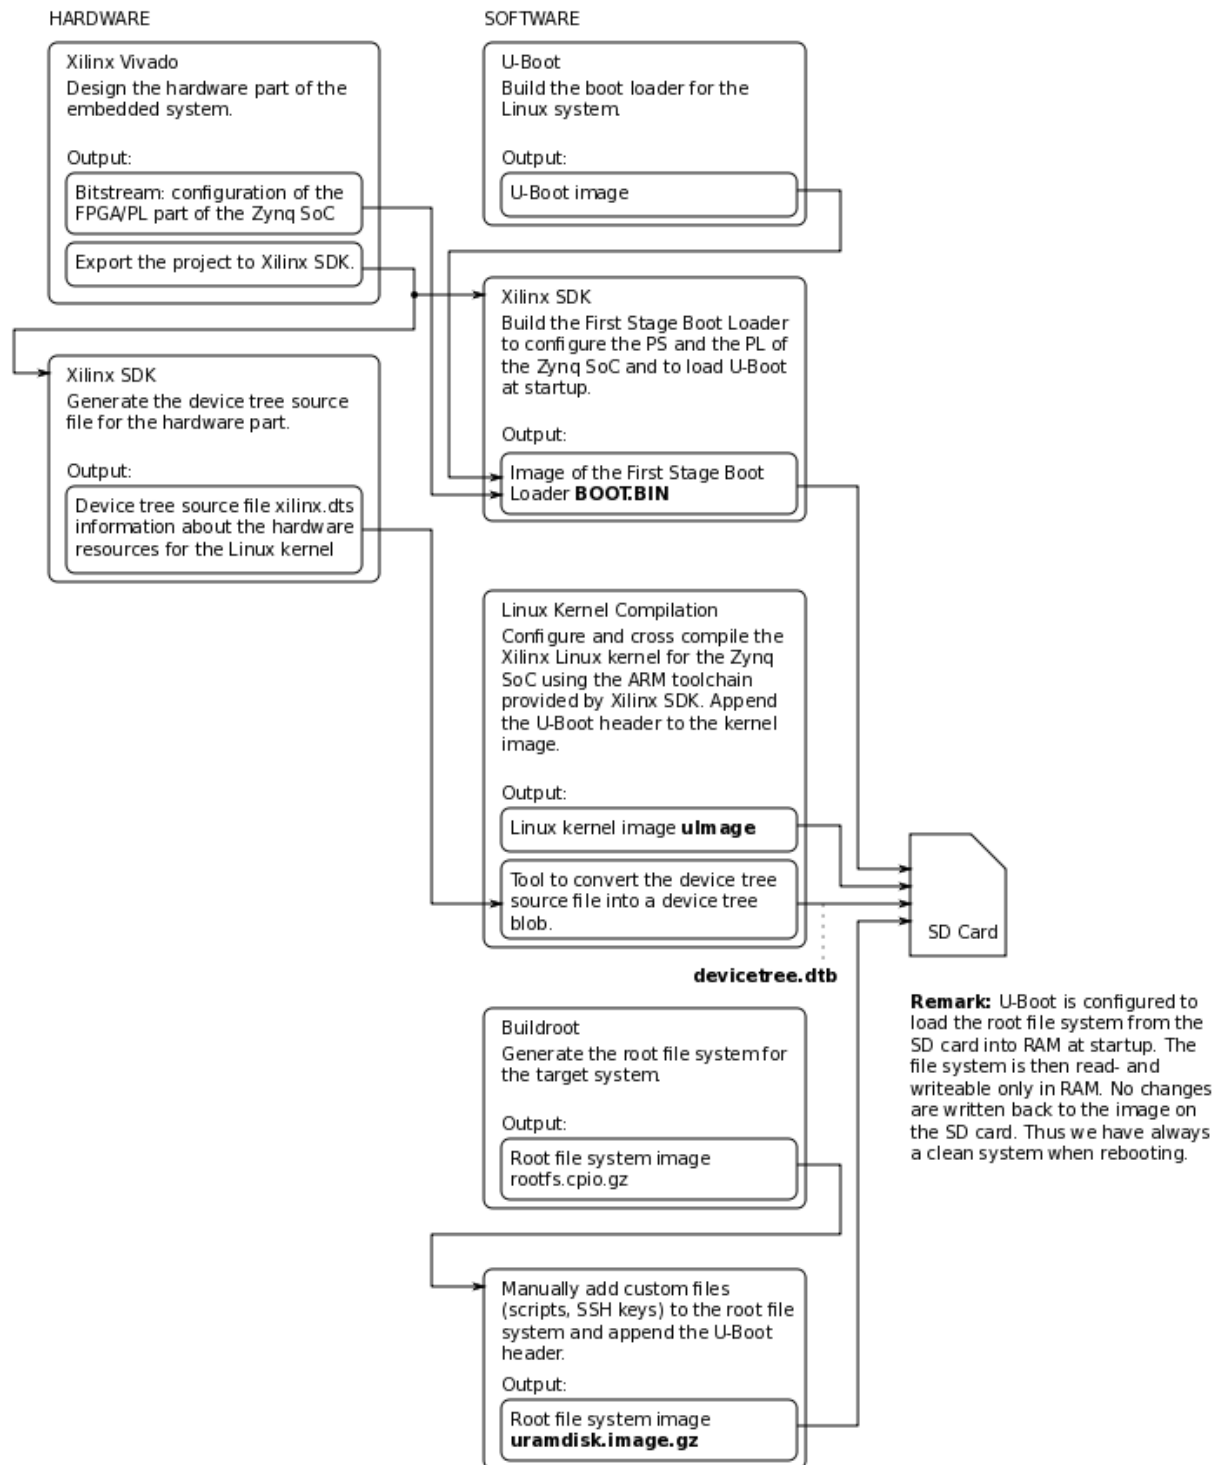 HARDWARE
Xilinx Vivado
Design the hardware part of the
embedded system.
Output:
Bitstream: configuration of the
FPGA/PL part of the Zynq SoC
Export the project to Xilinx SDK.
Xilinx SDK
Generate the device tree source
file for the hardware part.
Output:
Device tree source file xilinx.dts
information about the hardware
resources for the Linux kernel
SOFTWARE
U-Boot
Build the boot loader for the
Linux system.
Output:
U-Boot image
Xilinx SDK
Build the First Stage Boot Loader
to configure the PS and the PL of
the Zynq SoC and to load U-Boot
at startup.
Output:
Image of the First Stage Boot
Loader BOOT.BIN
Linux Kernel Compilation
Configure and cross compile the
Xilinx Linux kernel for the Zynq
SoC using the ARM toolchain
provided by Xilinx SDK. Append
the U-Boot header to the kernel
image.
Output:
Linux kernel image uImage
Tool to convert the device tree
source file into a device tree
blob.
devicetree.dtb
Buildroot
Generate the root file system for
the target system.
Output:
Root file system image
rootfs.cpio.gz
Manually add custom files
(scripts, SSH keys) to the root file
system and append the U-Boot
header.
Output:
Root file system image
uramdisk.image.gz
SD Card
Remark: U-Boot is configured to
load the root file system from the
SD card into RAM at startup. The
file system is then read- and
writeable only in RAM. No changes
are written back to the image on
the SD card. Thus we have always
a clean system when rebooting.